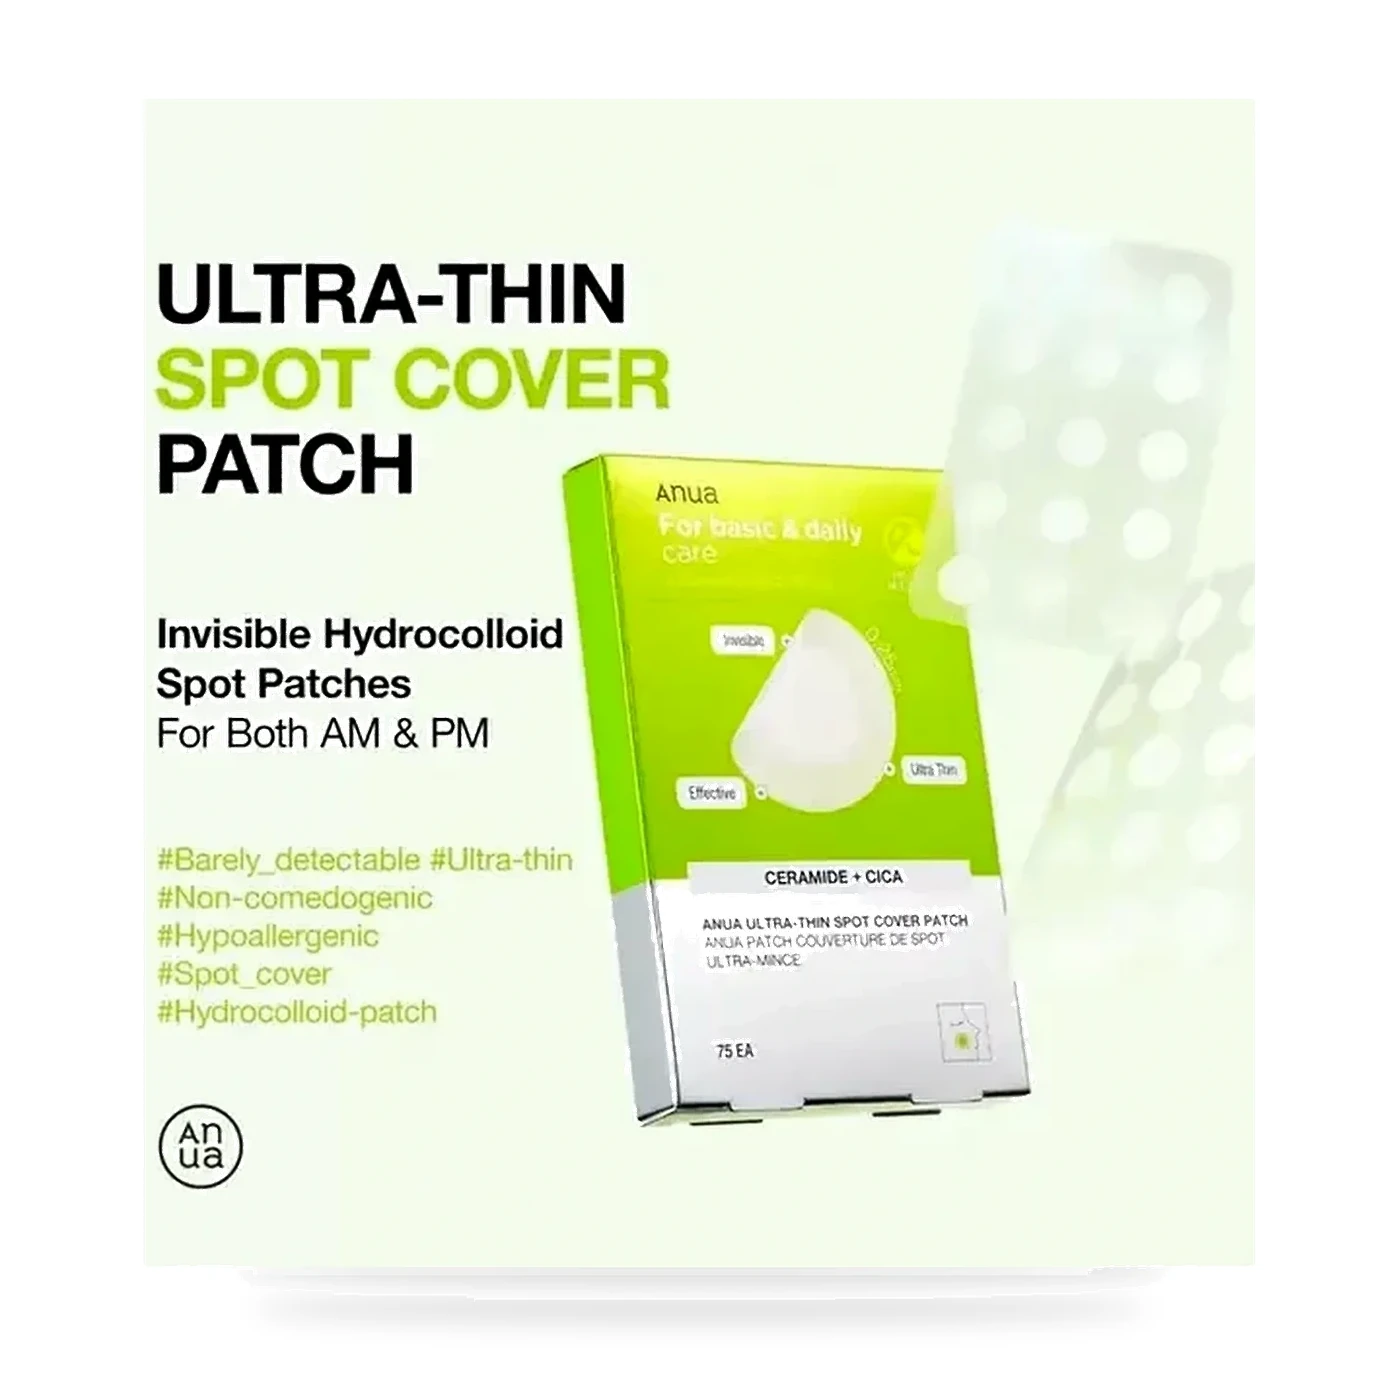 ULTRA-THIN
SPOT COVER
PATCH
Invisible Hydrocolloid
Spot Patches
For Both AM & PM
#Barely_detectable #Ultra-thin
#Non-comedogenic
#Hypoallergenic
#Spot_cover
#Hydrocolloid-patch
An
ua
Anua
For basic & daily
care
Invisible
Ultra Thin
Effective
CERAMIDE + CICA
ANUA ULTRA-THIN SPOT COVER PATCH
ANUA PATCH COUVERTURE DE SPOT
ULTRA-MINCE
75 EA